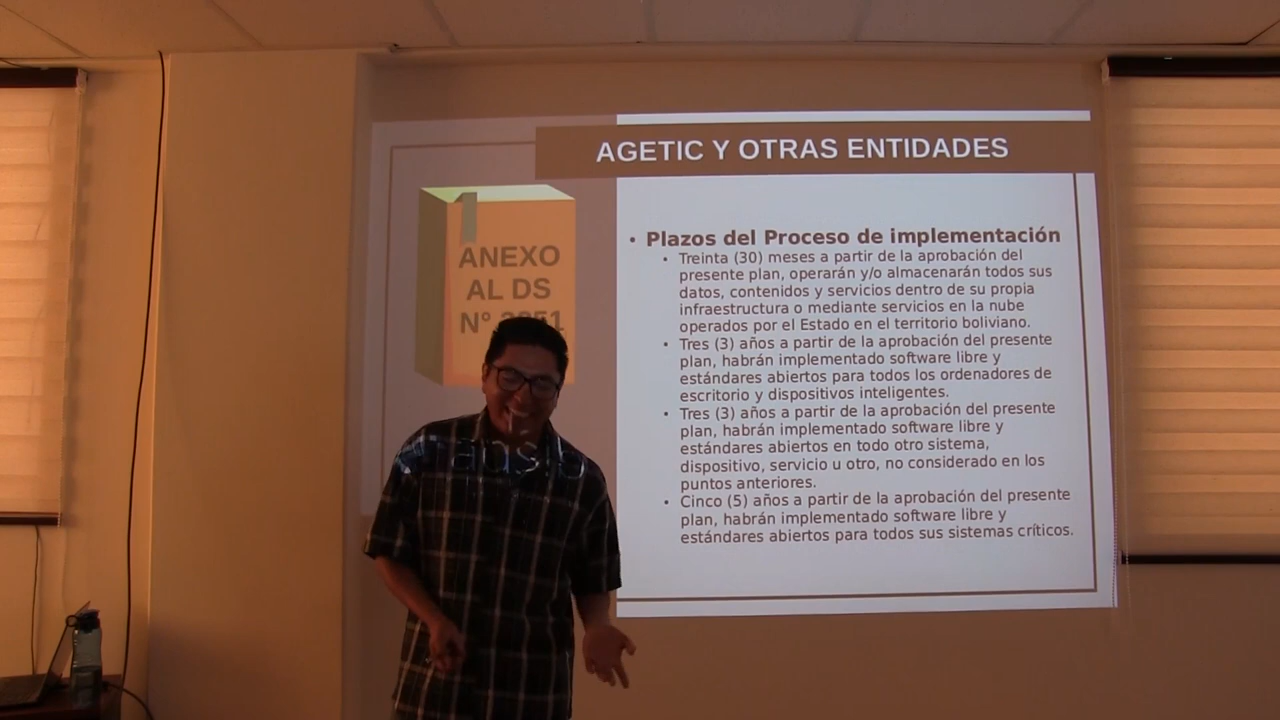 AGETIC Y OTRAS ENTIDADES
ANEXO
AL DS
N° 3251
• Plazos del Proceso de implementación
• Treinta (30) meses a partir de la aprobación del
presente plan, operarán y/o almacenarán todos sus
datos, contenidos y servicios dentro de su propia
infraestructura o mediante servicios en la nube
operados por el Estado en el territorio boliviano.
• Tres (3) años a partir de la aprobación del presente
plan, habrán implementado software libre y
estándares abiertos para todos los ordenadores de
escritorio y dispositivos inteligentes.
• Tres (3) años a partir de la aprobación del presente
plan, habrán implementado software libre y
estándares abiertos en todo otro sistema,
dispositivo, servicio u otro, no considerado en los
puntos anteriores.
• Cinco (5) años a partir de la aprobación del presente
plan, habrán implementado software libre y
estándares abiertos para todos sus sistemas críticos.
adsib